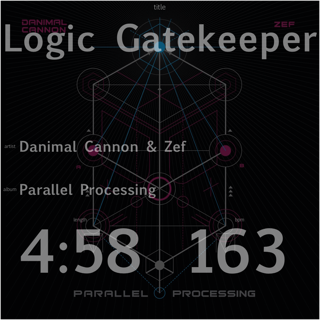 title
DANIMAL
CANNON
ZEF
Logic Gatekeeper
artist
Danimal Cannon & Zef
album
Parallel Processing
length
bpm
4:58
163
PARALLEL PROCESSING